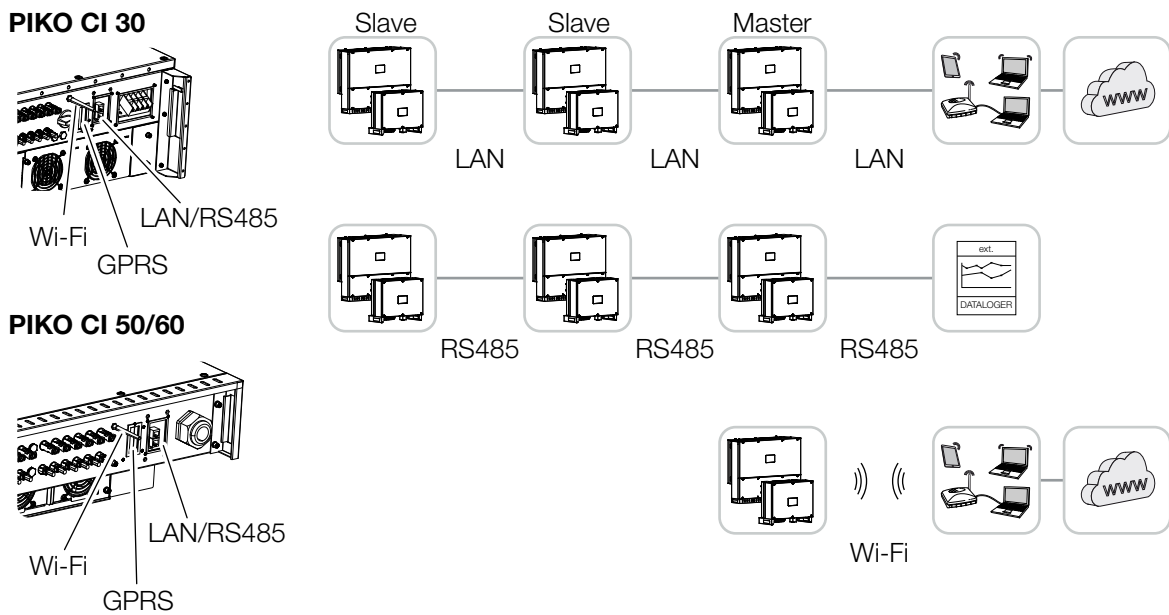 PIKO CI 30
Wi-Fi
GPRS
LAN/RS485
PIKO CI 50/60
Wi-Fi
GPRS
LAN/RS485
Slave Slave Master
LAN LAN LAN
www
ext.
DATALOGER
RS485 RS485 RS485
www
Wi-Fi